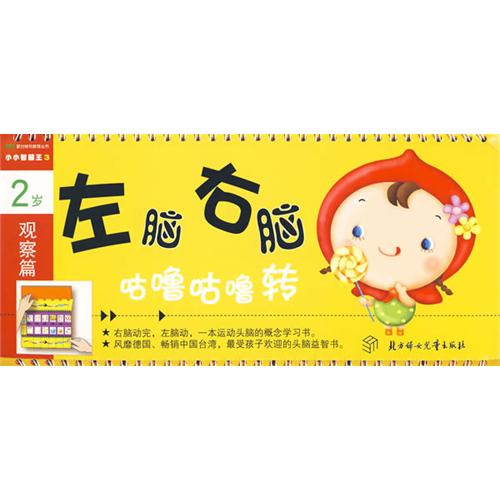 小小智慧王3
2岁
观察篇
左脑右脑
咕噜咕噜转
★ 右脑动完，左脑动，一本运动头脑的概念学习书。
★ 风靡德国、畅销中国台湾，最受孩子欢迎的头脑益智书。
北方妇女儿童出版社